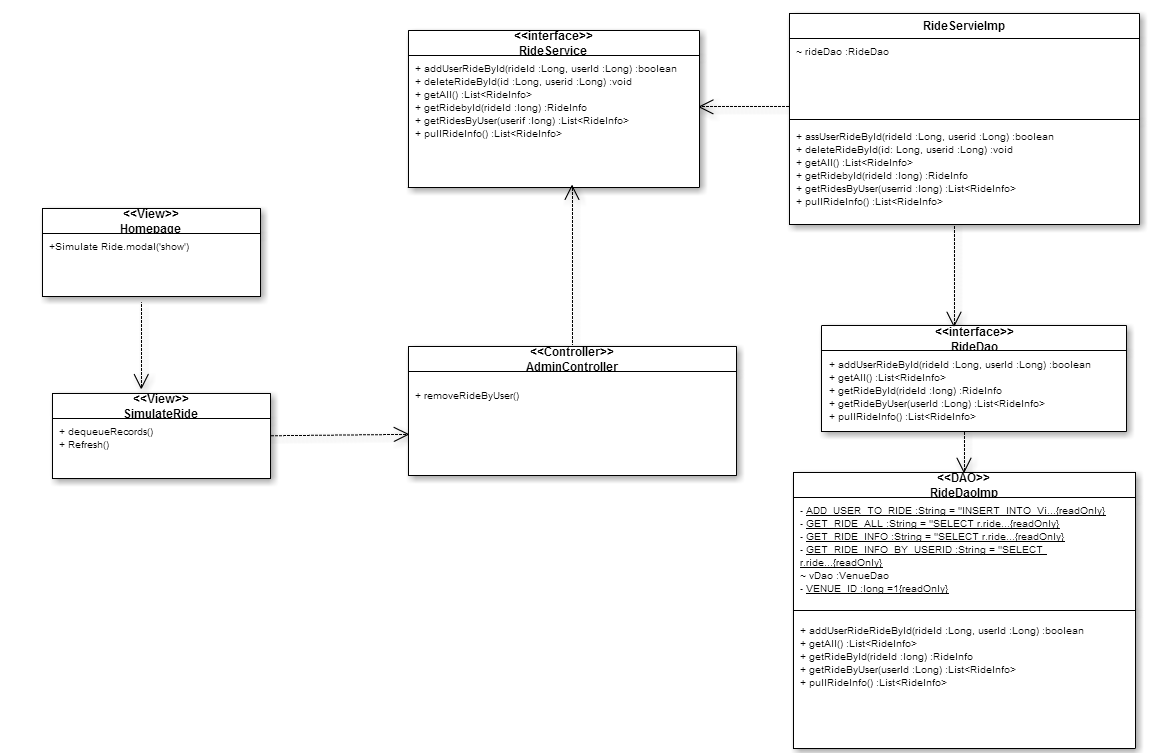 <<interface>>
RideService
+ addUserRideById(rideId :Long, userId :Long) :boolean
+ deleteRideById(id :Long, userid :Long) :void
+ getAll() :List<RideInfo>
+ getRidebyId(rideId :long) :RideInfo
+ getRidesByUser(userif :long) :List<RideInfo>
+ pullRideInfo() :List<RideInfo>
RideServieImp
~ rideDao :RideDao
+ assUserRideById(rideId :Long, userid :Long) :boolean
+ deleteRideById(id: Long, userid :Long) :void
+ getAll() :List<RideInfo>
+ getRidebyId(rideId :long) :RideInfo
+ getRidesByUser(userrid :long) :List<RideInfo>
+ pullRideInfo() :List<RideInfo>
<<View>>
Homepage
+Simulate Ride.modal('show')
<<View>>
SimulateRide
+ dequeueRecords()
+ Refresh()
<<Controller>>
AdminController
+ removeRideByUser()
<<interface>>
RideDao
+ addUserRideById(rideId :Long, userId :Long) :boolean
+ getAll() :List<RideInfo>
+ getRideById(rideId :long) :RideInfo
+ getRideByUser(userId :Long) :List<RideInfo>
+ pullRideInfo() :List<RideInfo>
<<DAO>>
RideDaoImp
- ADD_USER_TO_RIDE :String = "INSERT INTO Vi...{readOnly}
- GET_RIDE_ALL :String = "SELECT r.ride...{readOnly}
- GET_RIDE_INFO :String = "SELECT r.ride...{readOnly}
- GET_RIDE_INFO_BY_USERID :String = "SELECT
r.ride...{readOnly}
~ vDao :VenueDao
- VENUE_ID :long =1{readOnly}
+ addUserRideRideById(rideId :Long, userId :Long) :boolean
+ getAll() :List<RideInfo>
+ getRideById(rideId :long) :RideInfo
+ getRideByUser(userId :Long) :List<RideInfo>
+ pullRideInfo() :List<RideInfo>